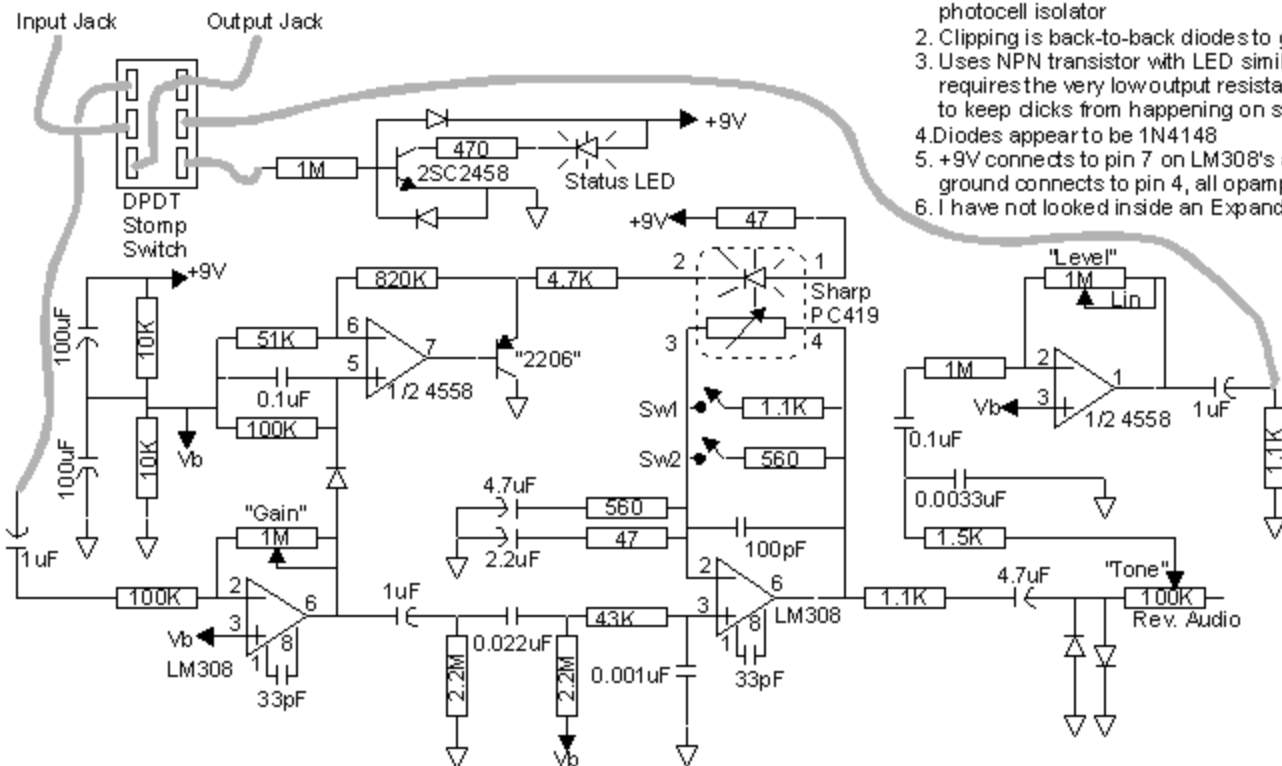 photocell isolator
Input Jack
Output Jack
2. Clipping is back-to-back diodes to
3. Uses NPN transistor with LED
requires the very low output
to keep clicks from happening on
4.Diodes appear to be 1N4148
5. +9V connects to pin 7 on LM308's
ground connects to pin 4, all
6. I have not looked inside an
+9V
470
1M
2SC2458
Status LED
DPDT
Stomp
Switch
+9V
47
"Level"
1M
Lin
+9V
820K
4.7K
2
1
Sharp
PC419
3
4
100uF
10K
51K
6
5
7
"2206"
1/2 4558
0.1uF
100K
Vb
100uF
10K
Sw1
1.1K
Sw2
560
1M
2
3
1
Vb
1/2 4558
1uF
0.1uF
1.1K
0.0033uF
4.7uF
560
47
2.2uF
100pF
1.5K
"Gain"
1M
1uF
100K
2
3
6
1
8
Vb
LM308
33pF
1uF
0.022uF
43K
2.2M
2.2M
Vb
0.001uF
2
3
6
1
8
LM308
33pF
1.1K
4.7uF
"Tone"
100K
Rev. Audio